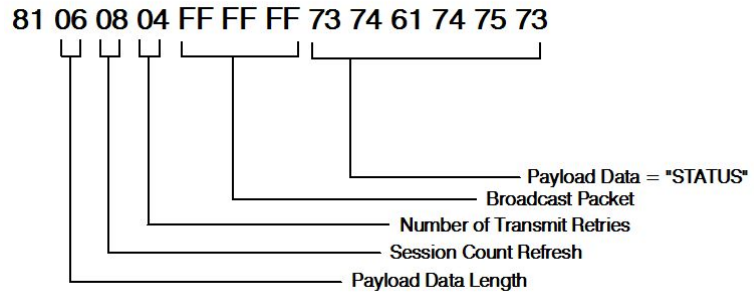 81 06 08 04 FF FF FF 73 74 61 74 75 73
Payload Data = "STATUS"
Broadcast Packet
Number of Transmit Retries
Session Count Refresh
Payload Data Length